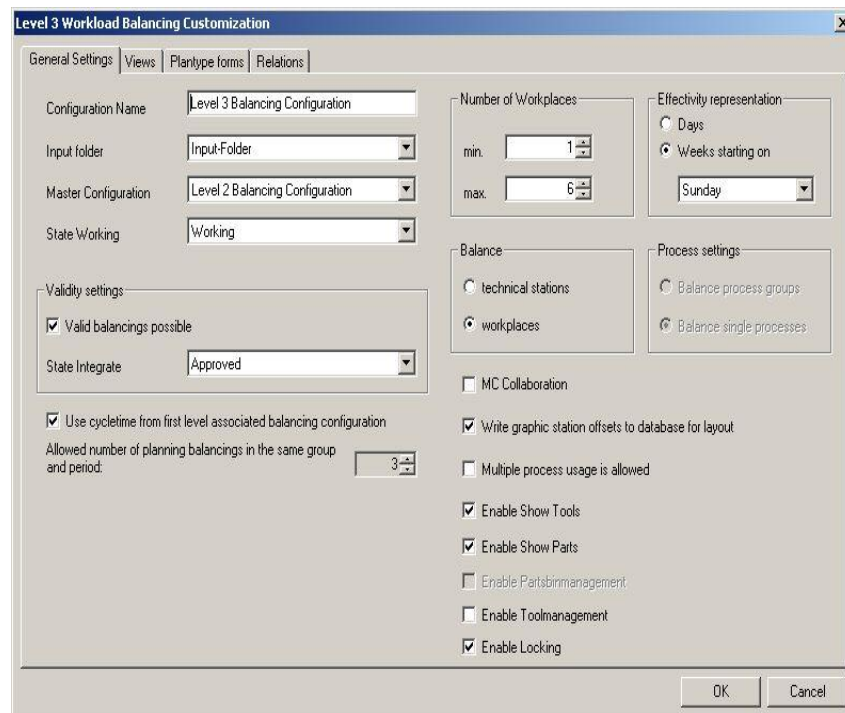 Level 3 Workload Balancing Customization
General Settings
Views
Plantype forms
Relations
Configuration Name
Level 3 Balancing Configuration
Input folder
Input-Folder
Master Configuration
Level 2 Balancing Configuration
State Working
Working
Validity settings
Valid balancings possible
State Integrate
Approved
Use cycletime from first level associated balancing configuration
Allowed number of planning balancings in the same group
and period:
3
Number of Workplaces
min.
1
max.
6
Effectivity representation
Days
Weeks starting on
Sunday
Balance
technical stations
workplaces
Process settings
Balance process groups
Balance single processes
MC Collaboration
Write graphic station offsets to database for layout
Multiple process usage is allowed
Enable Show Tools
Enable Show Parts
Enable Partsbinmanagement
Enable Toolmanagement
Enable Locking
OK
Cancel